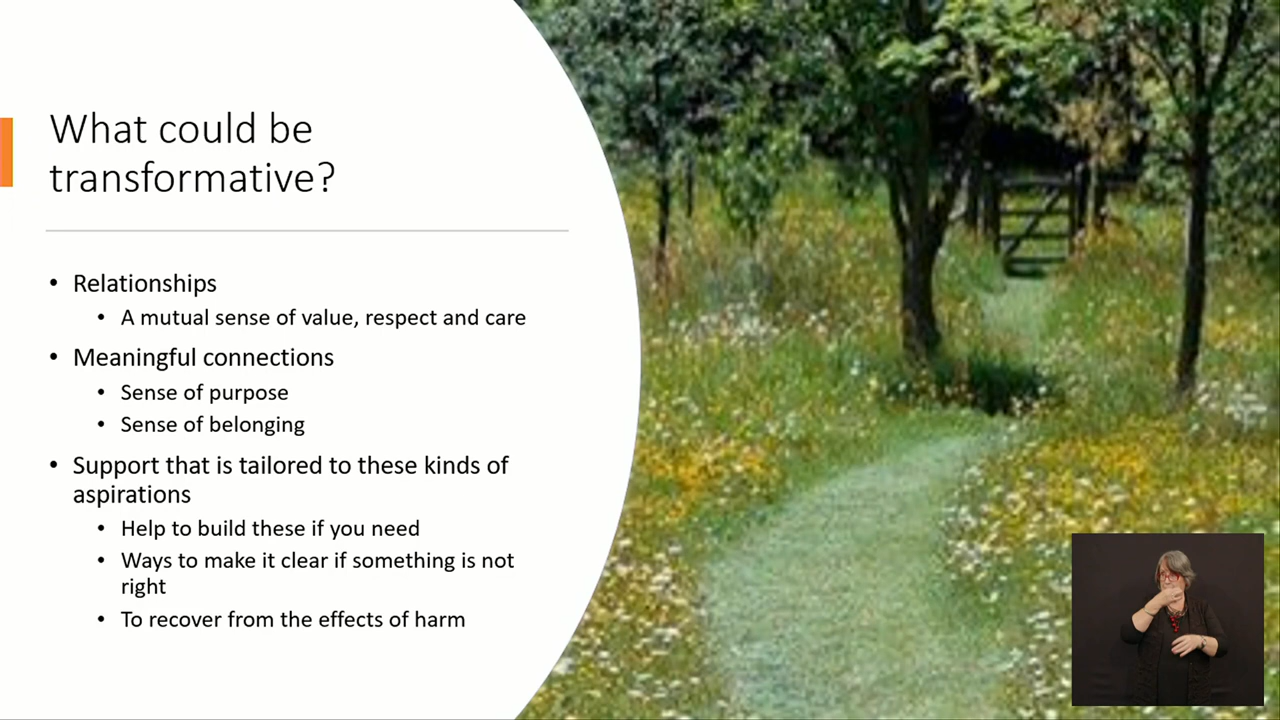 What could be
transformative?
• Relationships
• A mutual sense of value, respect and care
• Meaningful connections
• Sense of purpose
• Sense of belonging
• Support that is tailored to these kinds of
aspirations
• Help to build these if you need
• Ways to make it clear if something is not
right
• To recover from the effects of harm